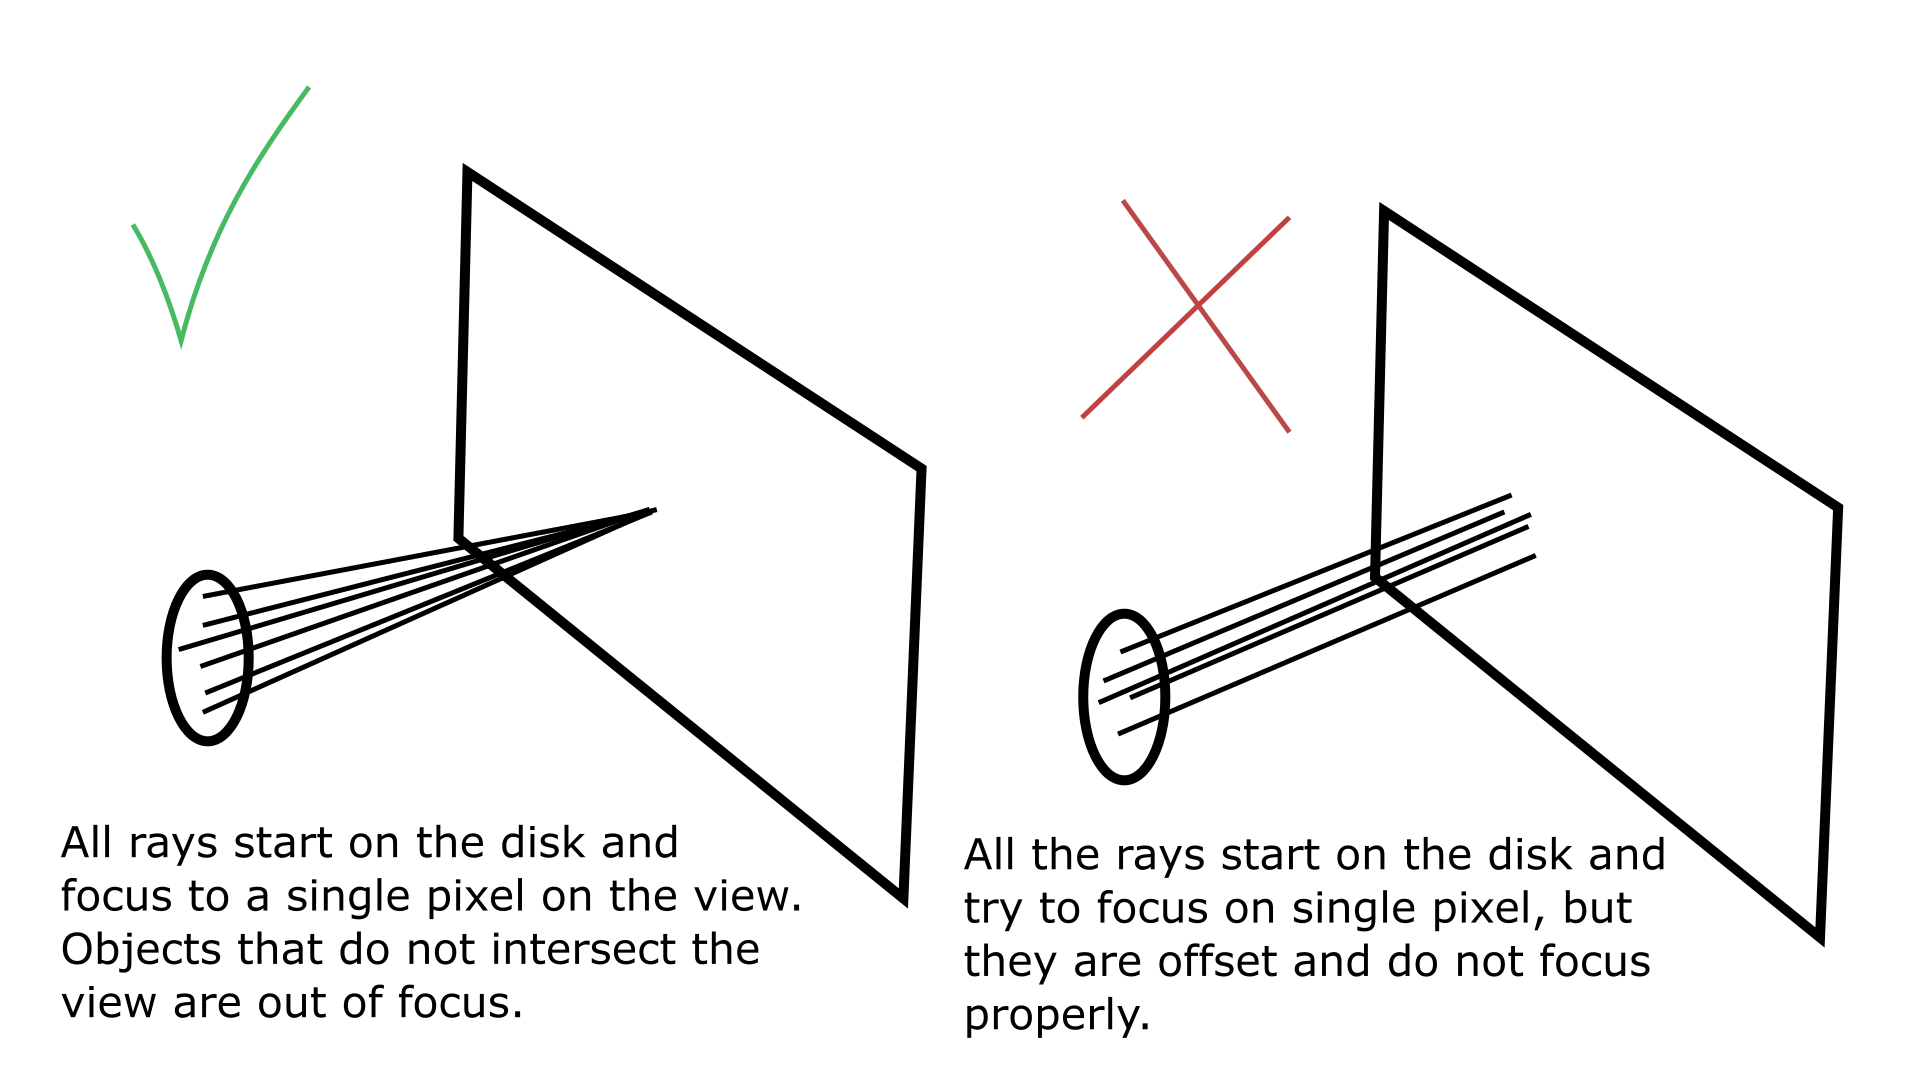 All rays start on the disk and
focus to a single pixel on the view.
Objects that do not intersect the
view are out of focus.
All the rays start on the disk and
try to focus on single pixel, but
they are offset and do not focus
properly.